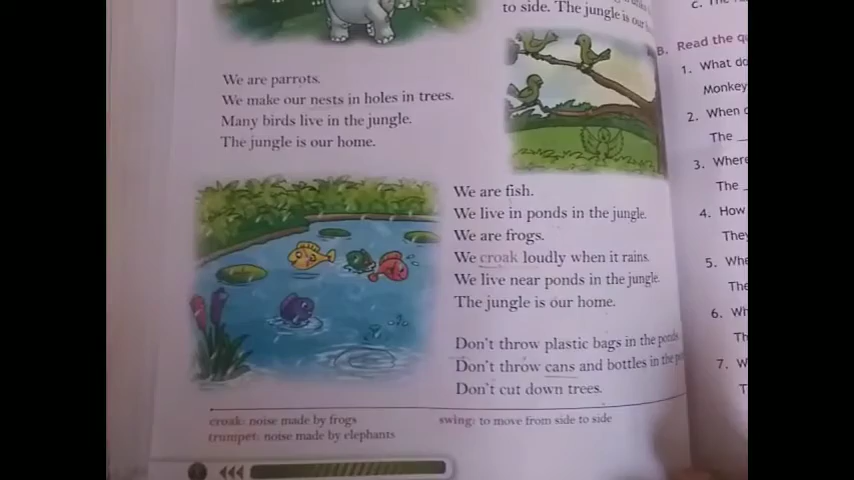 to side. The jungle is our
We are parrots.
We make our nests in holes in trees.
Many birds live in the jungle.
The jungle is our home.
We are fish.
We live in ponds in the jungle.
We are frogs.
We croak loudly when it rains.
We live near ponds in the jungle.
The jungle is our home.
Don't throw plastic bags in the ponds
Don't throw cans and bottles in the
Don't cut down trees.
croak: noise made by frogs
trumpet: noise made by elephants
swing: to move from side to side
c. The
B. Read the
1. What do
Monkey
2. When
The
3. Where
The
4. How
They
5.
The
6.
7.